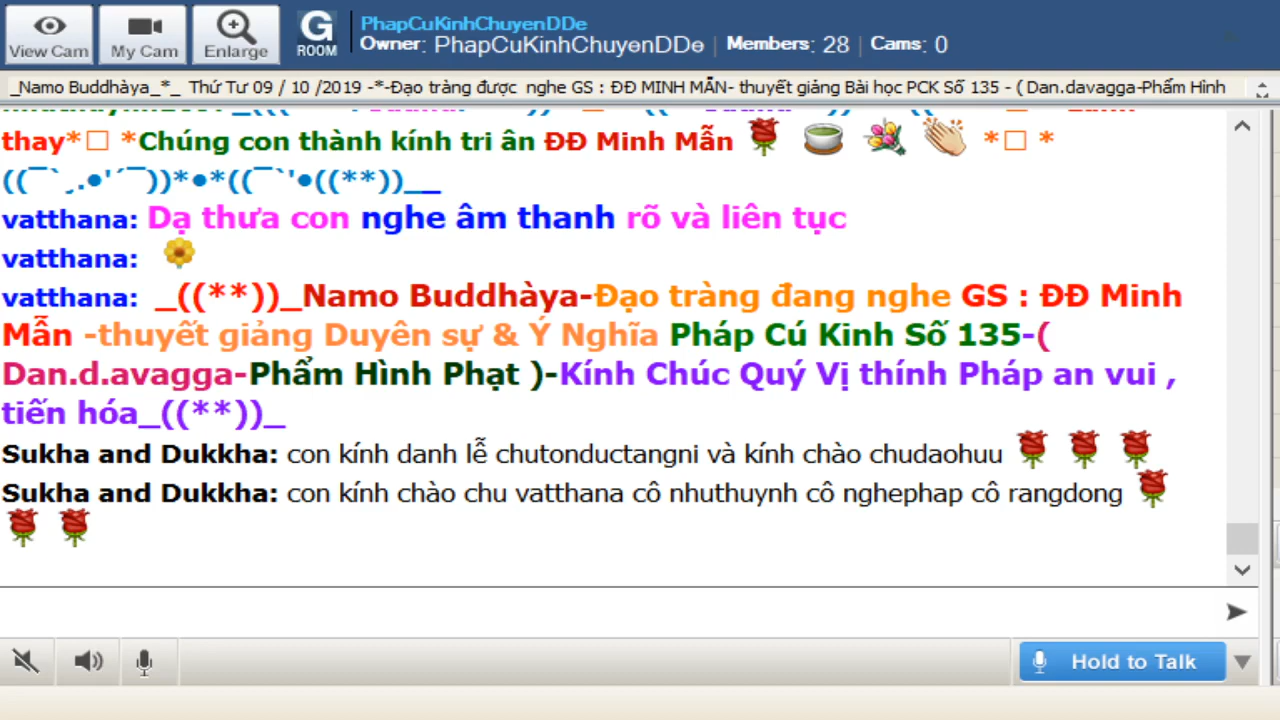 View Cam
My Cam
Enlarge
G
ROOM
PhapCuKinhChuyenDDe
Owner: PhapCuKinhChuyenDDe | Members: 28 | Cams: 0
_Namo Buddhàya_*_ Thứ Tư 09 / 10 /2019 -*-Đạo tràng được nghe GS : ĐĐ MINH MẪN- thuyết giảng Bài học PCK Số 135 - ( Dan.davagga-Phẩm Hình
thay*□ *Chúng con thành kính tri ân ĐĐ Minh Mẫn *□ *
((¯`¸.●'´¯))*●*((¯`'●((**))__
vatthana: Dạ thưa con nghe âm thanh rõ và liên tục
vatthana:
vatthana: _((**))_Namo Buddhàya-Đạo tràng đang nghe GS : ĐĐ Minh
Mẫn -thuyết giảng Duyên sự & Ý Nghĩa Pháp Cú Kinh Số 135-(
Dan.d.avagga-Phẩm Hình Phạt )-Kính Chúc Quý Vị thính Pháp an vui ,
tiến hóa_((**))_
Sukha and Dukkha: con kính danh lễ chutonductangni và kính chào chudaohuu
Sukha and Dukkha: con kính chào chu vatthana cô nhuthuynh cô nghephap cô rangdong
Hold to Talk